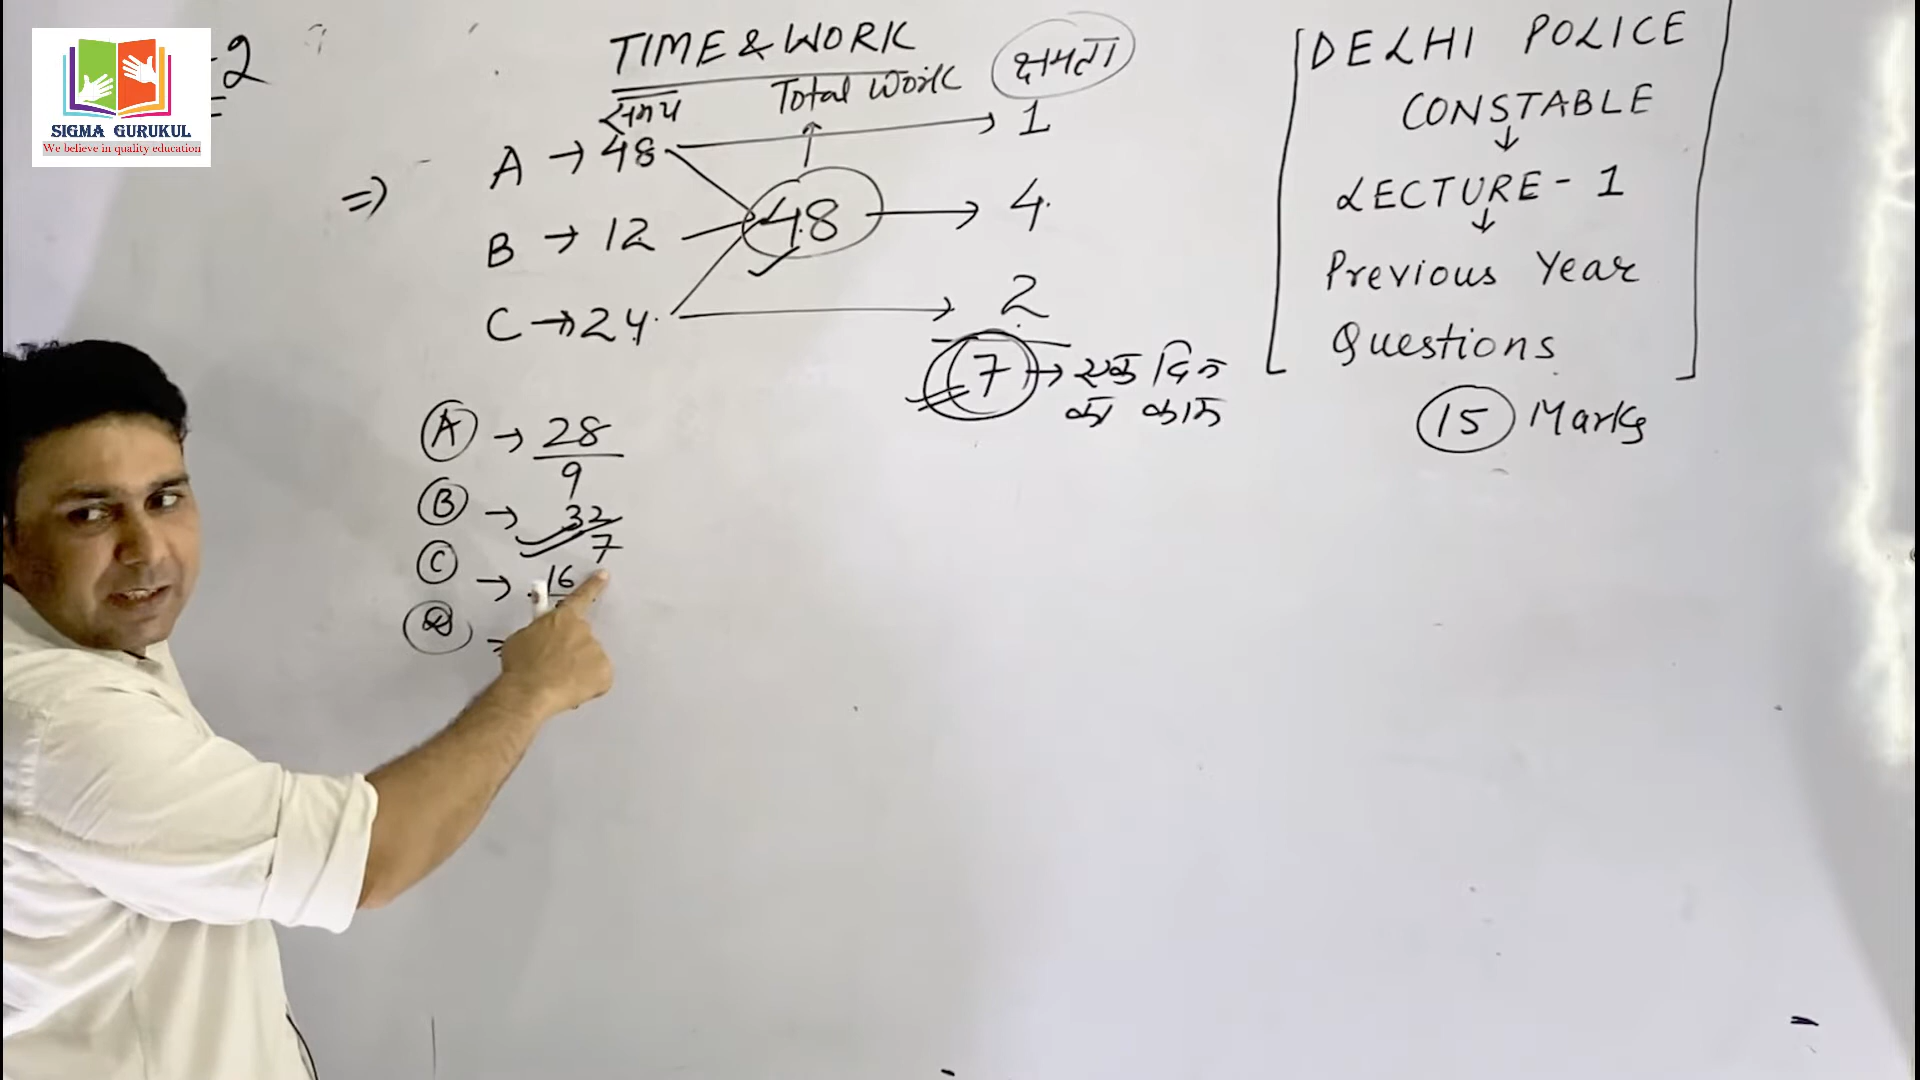 SIGMA GURUKUL
We believe in quality education
-2
TIME & WORK
समय Total Work क्षमता
⇒ A → 48 → 1
B → 12 48 → 4
C → 24 → 2
7 → एक दिन
का काम
A → 28/9
B → 32/7
C → 16
→
DELHI POLICE
CONSTABLE
↓
LECTURE - 1
↓
Previous Year
Questions
15 Marks